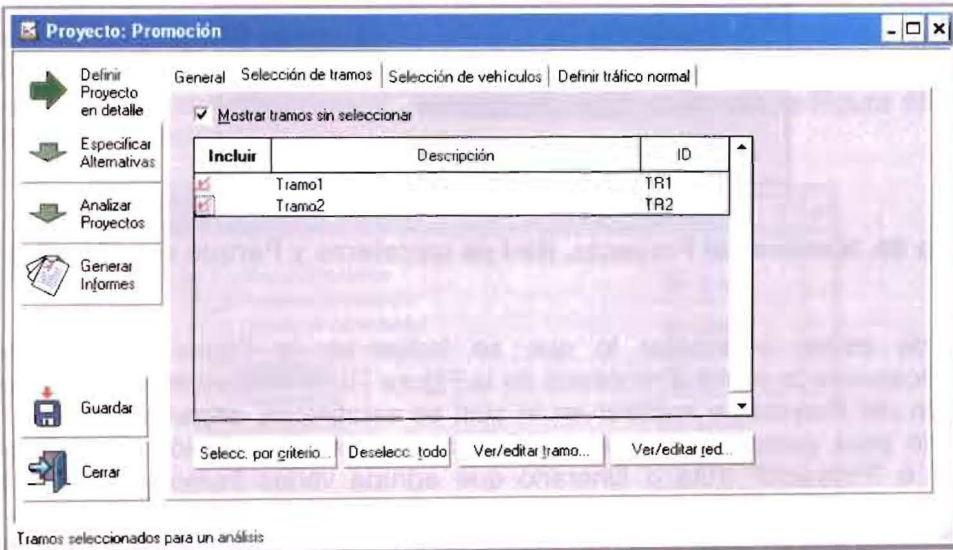 Proyecto: Promoción
Definir
Proyecto
en detalle
Especificar
Alternativas
Analizar
Proyectos
Generar
Informes
Guardar
Cerrar
General Selección de tramos Selección de vehículos Definir tráfico normal
Mostrar tramos sin seleccionar
Incluir Descripción ID
Tramo1 TR1
Tramo2 TR2
Selecc. por criterio... Deselecc. todo Ver/editar tramo... Ver/editar red...
Tramos seleccionados para un análisis